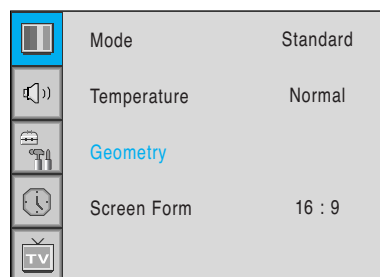 Mode Standard
Temperature Normal
Geometry
Screen Form 16 : 9
TV